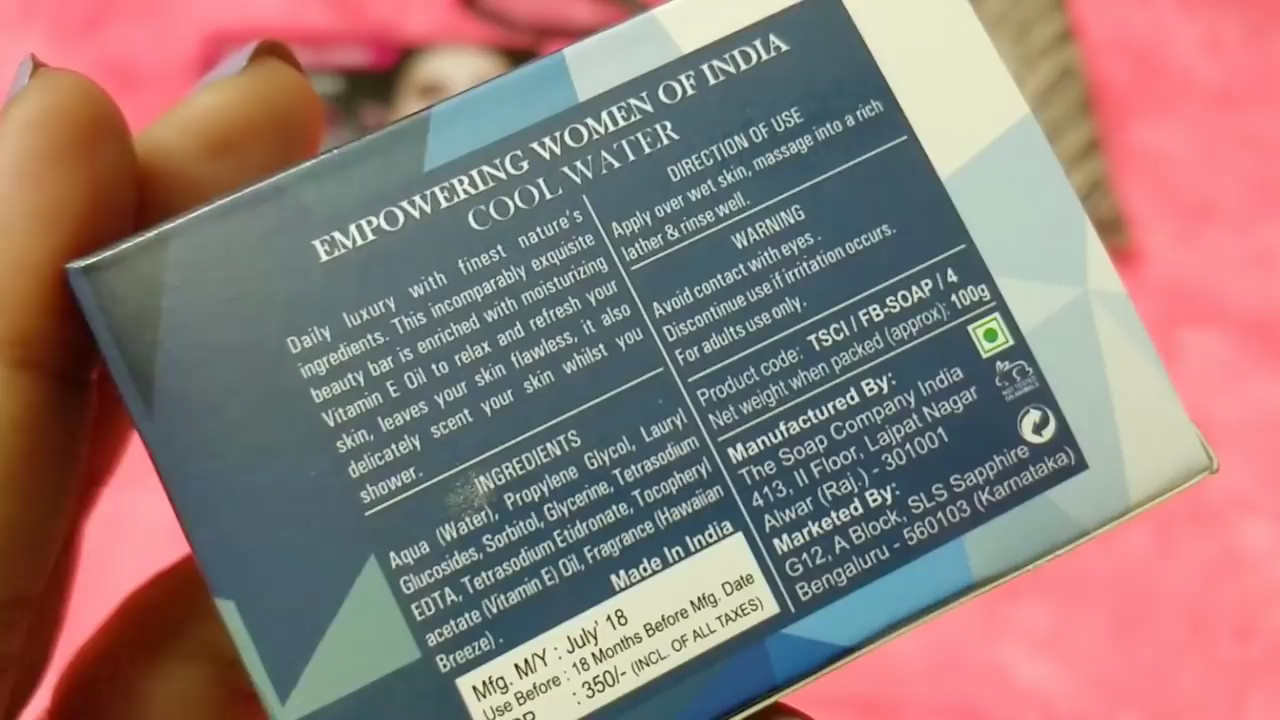 EMPOWERING WOMEN OF INDIA
COOL WATER
Daily luxury with finest nature's
ingredients. This incomparably exquisite
beauty bar is enriched with moisturizing
Vitamin E Oil to relax and refresh your
skin, leaves your skin flawless, it also
delicately scent your skin whilst you
shower.
INGREDIENTS
Aqua (Water), Propylene Glycol, Lauryl
Glucosides, Sorbitol, Glycerine, Tetrasodium
EDTA, Tetrasodium Etidronate, Tocopheryl
acetate (Vitamin E) Oil, Fragrance (Hawaiian
Breeze).
Made In India
Mfg. M/Y : July' 18
Use Before : 18 Months Before Mfg. Date
: 350/- (INCL. OF ALL TAXES)
DIRECTION OF USE
Apply over wet skin, massage into a rich
lather & rinse well.
WARNING
Avoid contact with eyes.
Discontinue use if irritation occurs.
For adults use only.
Product code: TSCI / FB-SOAP / 4
Net weight when packed (approx): 100g
Manufactured By:
The Soap Company India
413, II Floor, Lajpat Nagar
Alwar (Raj.) - 301001
Marketed By:
G12, A Block, SLS Sapphire
Bengaluru - 560103 (Karnataka)
NOT TESTED
ON ANIMALS